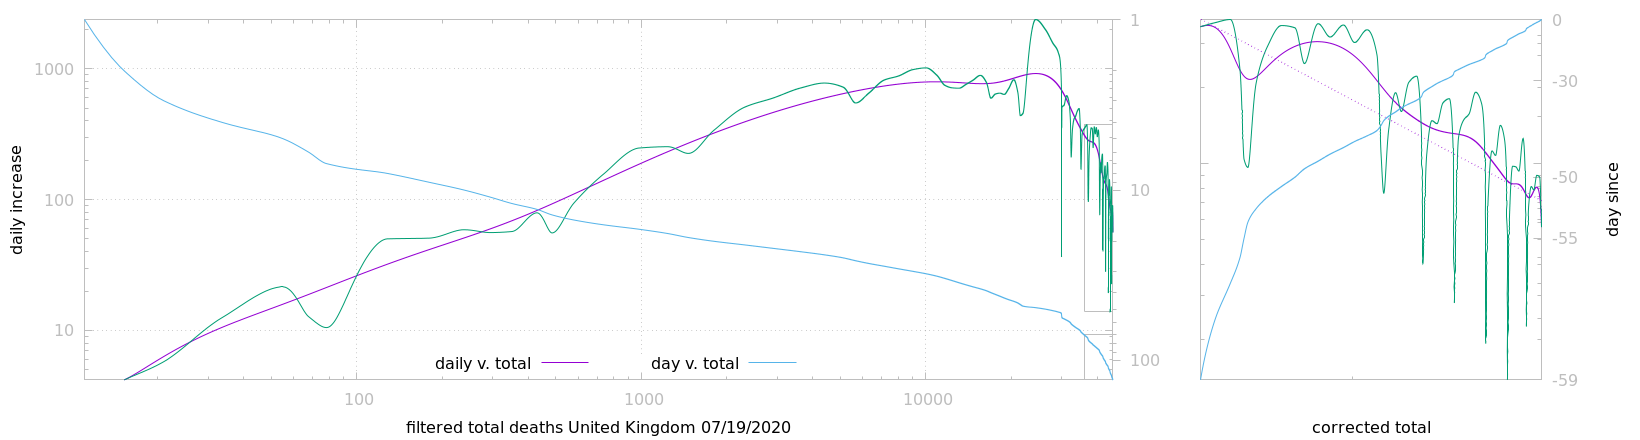 daily increase
1000
100
10
1
10
100
daily v. total
day v. total
100
1000
10000
filtered total deaths United Kingdom 07/19/2020
0
-30
-50
-55
-59
day since
corrected total